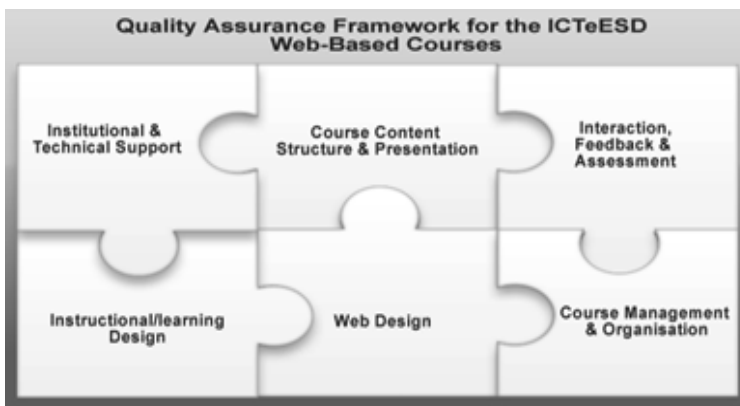 Quality Assurance Framework for the ICTeESD
Web-Based Courses
Institutional &
Technical Support
Course Content
Structure & Presentation
Interaction,
Feedback &
Assessment
Instructional/learning
Design
Web Design
Course Management
& Organisation